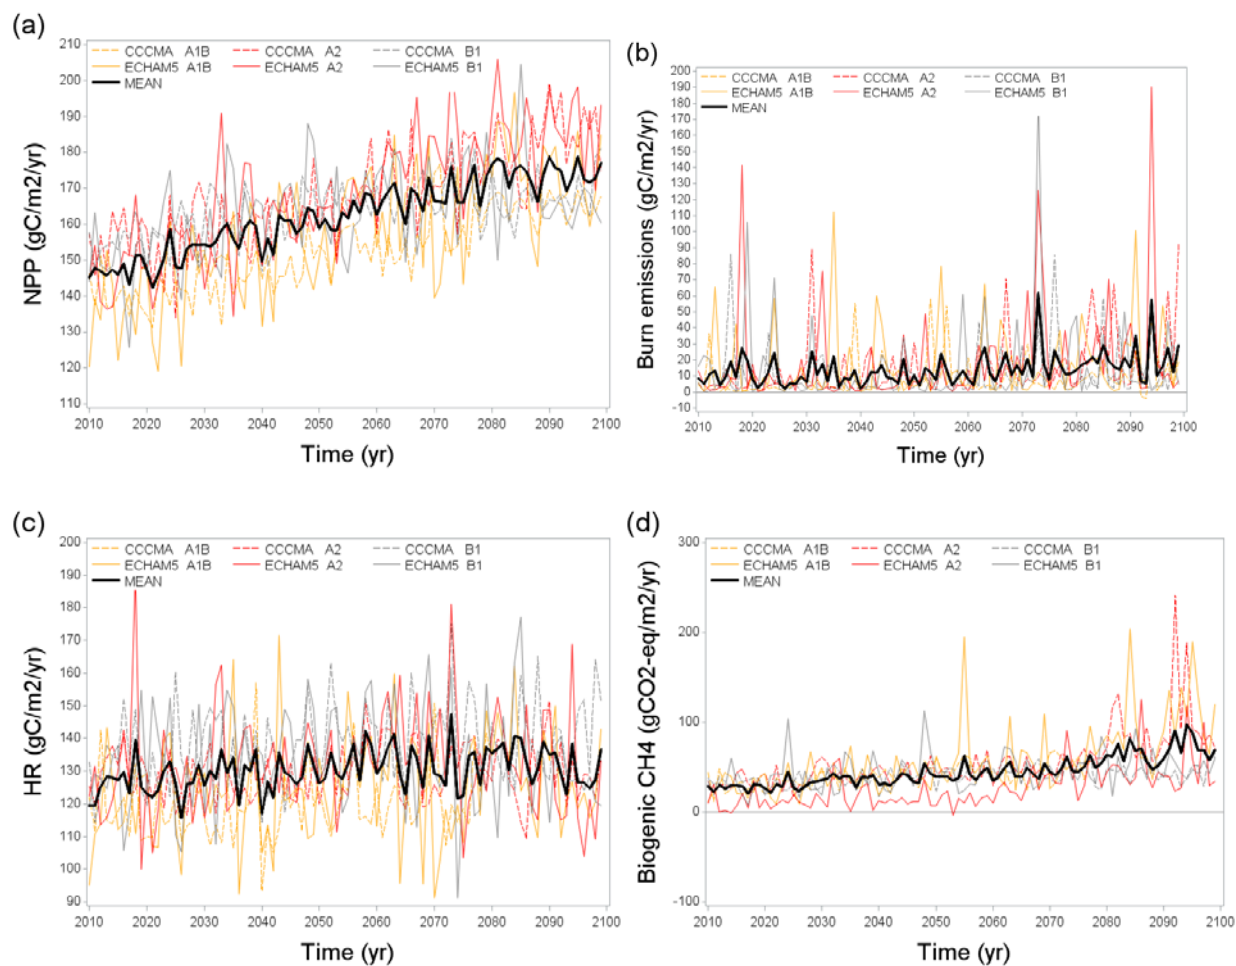 (a)
CCCMA A1B CCCMA A2 CCCMA B1
ECHAM5 A1B ECHAM5 A2 ECHAM5 B1
MEAN
210
200
190
180
170
160
150
140
130
120
110
NPP (gC/m2/yr)
2010 2020 2030 2040 2050 2060 2070 2080 2090 2100
Time (yr)
(b)
CCCMA A1B CCCMA A2 CCCMA B1
ECHAM5 A1B ECHAM5 A2 ECHAM5 B1
MEAN
200
190
180
170
160
150
140
130
120
110
100
90
80
70
60
50
40
30
20
10
0
-10
Burn emissions (gC/m2/yr)
2010 2020 2030 2040 2050 2060 2070 2080 2090 2100
Time (yr)
(c)
CCCMA A1B CCCMA A2 CCCMA B1
ECHAM5 A1B ECHAM5 A2 ECHAM5 B1
MEAN
200
190
180
170
160
150
140
130
120
110
100
90
HR (gC/m2/yr)
2010 2020 2030 2040 2050 2060 2070 2080 2090 2100
Time (yr)
(d)
CCCMA A1B CCCMA A2 CCCMA B1
ECHAM5 A1B ECHAM5 A2 ECHAM5 B1
MEAN
300
200
100
0
-100
Biogenic CH4 (gCO2-eq/m2/yr)
2010 2020 2030 2040 2050 2060 2070 2080 2090 2100
Time (yr)